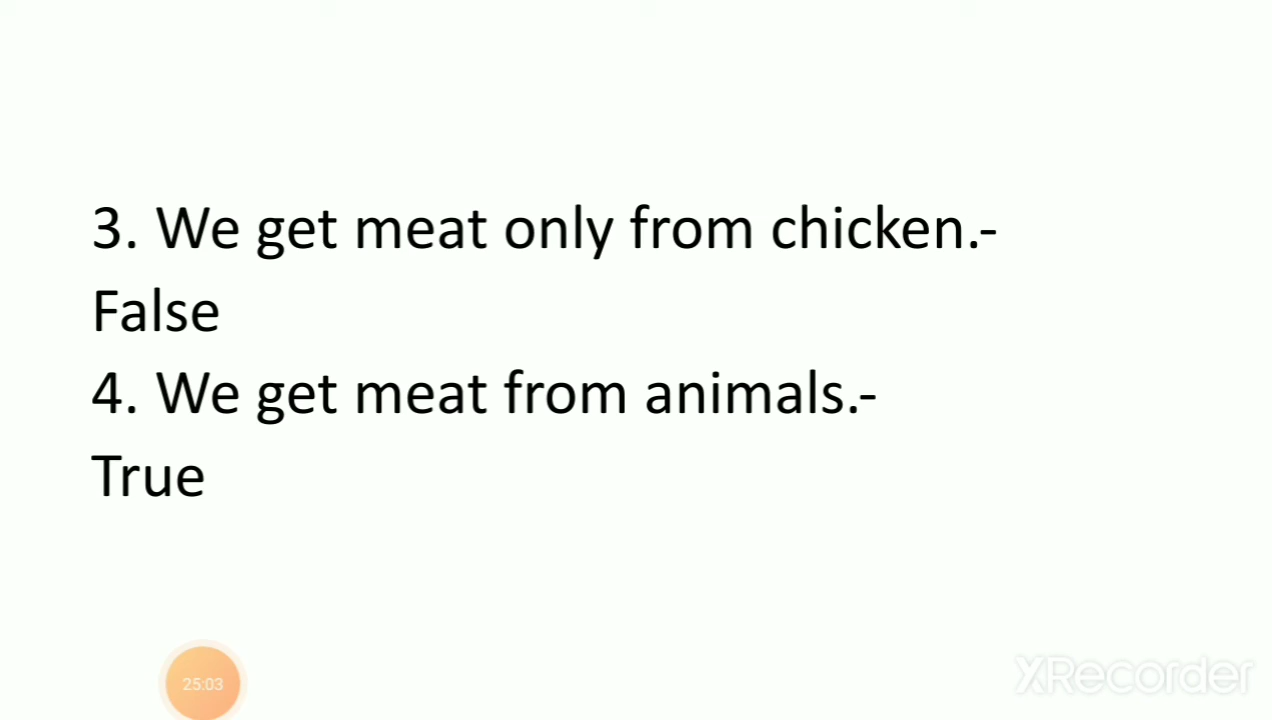 3. We get meat only from chicken.-
False
4. We get meat from animals.-
True
25:03
XRecorder